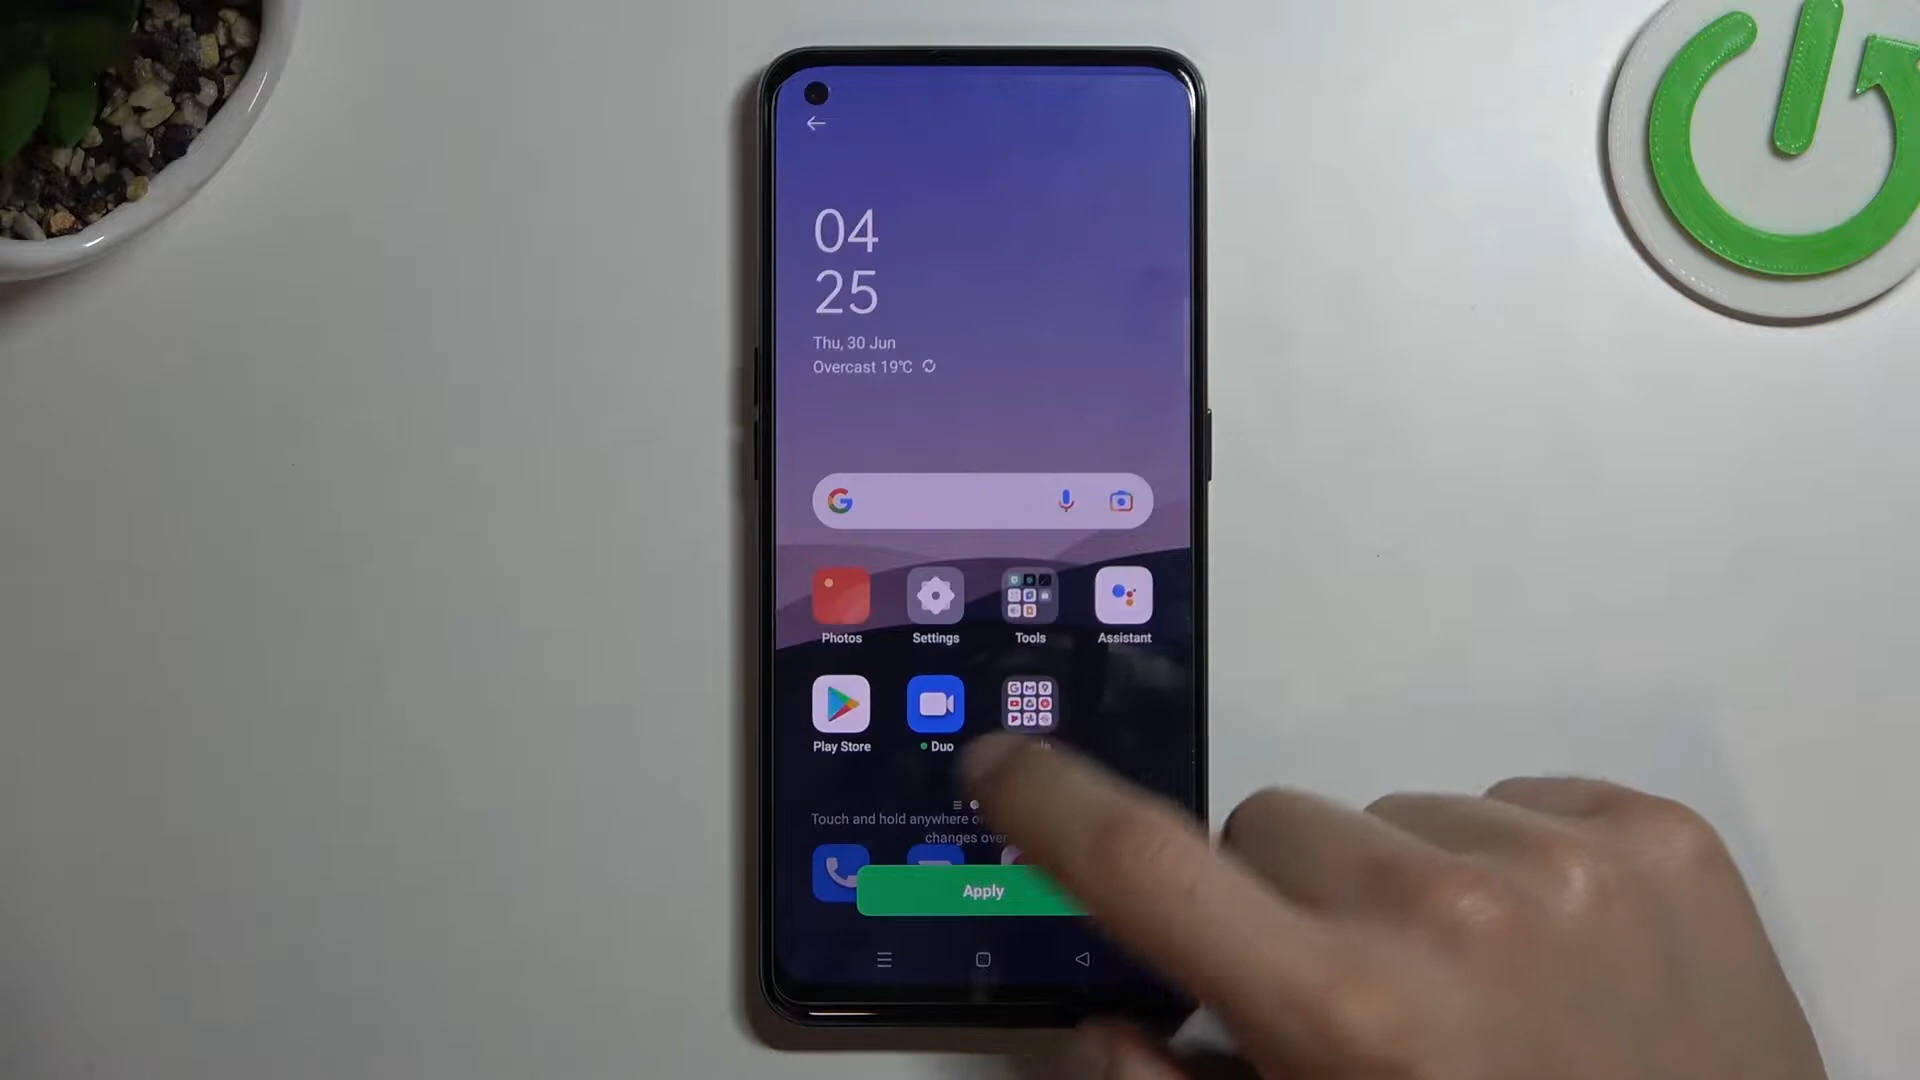 04
25
Thu, 30 Jun
Overcast 19°C
Photos
Settings
Tools
Assistant
Play Store
Duo
Touch and hold anywhere
changes over
Apply